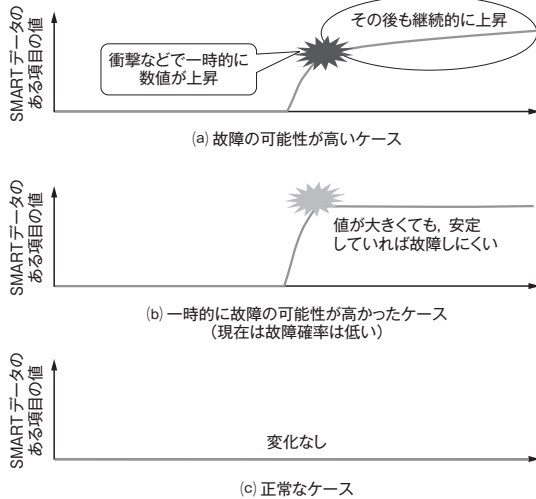 SMARTデータの
ある項目の値
衝撃などで一時的に
数値が上昇
その後も継続的に上昇
(a) 故障の可能性が高いケース
SMARTデータの
ある項目の値
値が大きくても，安定
していれば故障しにくい
(b) 一時的に故障の可能性が高かったケース
（現在は故障確率は低い）
SMARTデータの
ある項目の値
変化なし
(c) 正常なケース